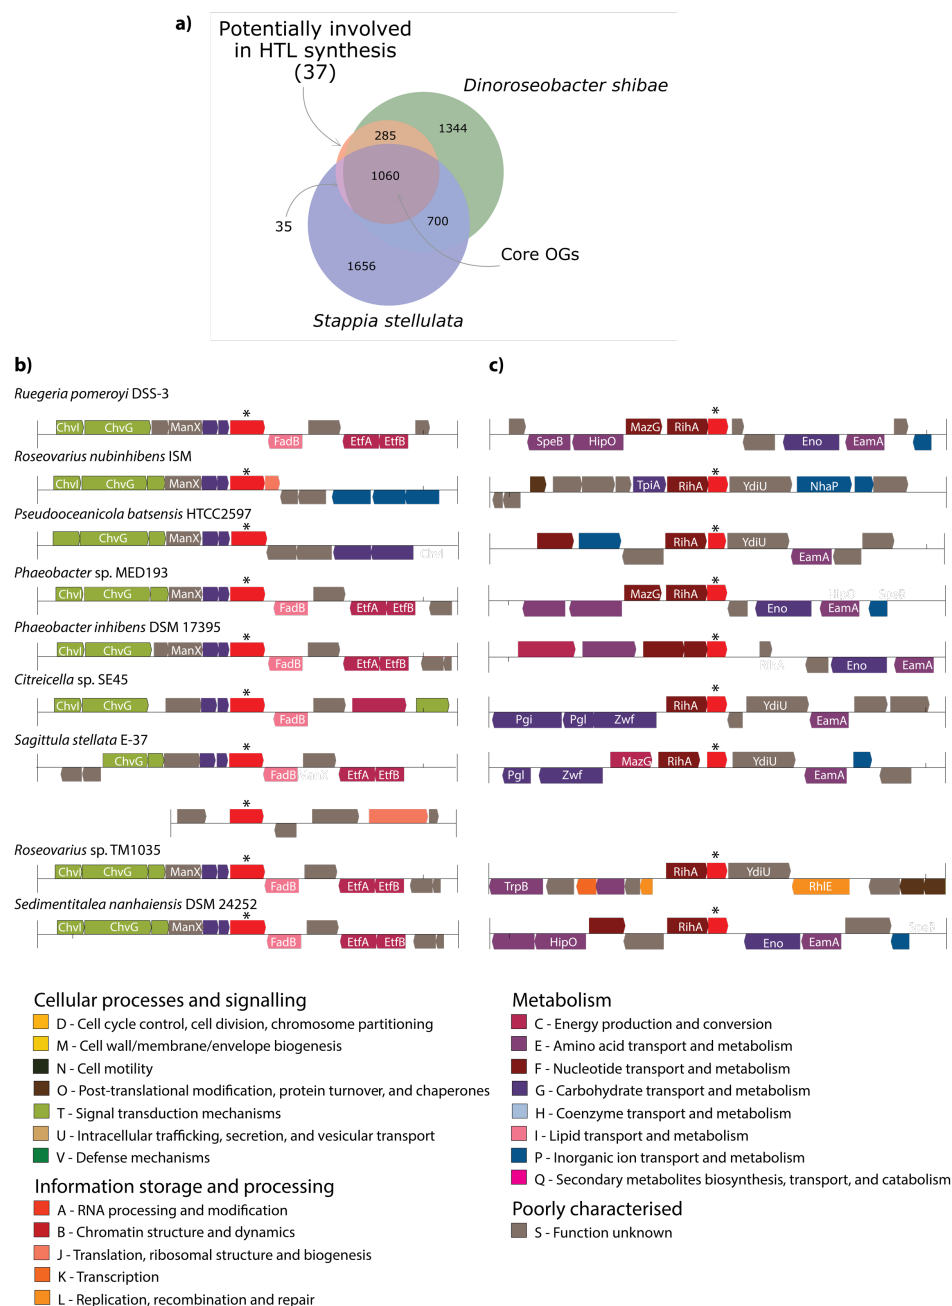 a)
Potentially involved
in HTL synthesis
(37)
Dinoroseobacter shibae
285
1344
1060
35
700
Core OGs
1656
Stappia stellulata
b)
c)
Ruegeria pomeroyi DSS-3
* *
ChvI ChvG ManX MazG RihA
FadB EtfA EtfB SpeB HipO Eno EamA
Roseovarius nubinhibens ISM
* *
ChvI ChvG ManX TpiA RihA YdiU NhaP
Pseudooceanicola batsensis HTCC2597
* *
ChvG ManX RihA YdiU
ChvI EamA
Phaeobacter sp. MED193
* *
ChvI ChvG ManX MazG RihA HipO SpeB
FadB EtfA EtfB Eno EamA
Phaeobacter inhibens DSM 17395
* *
ChvI ChvG ManX
FadB EtfA EtfB RihA Eno EamA
Citreicella sp. SE45
* *
ChvI ChvG RihA YdiU
FadB Pgi Pgl Zwf EamA
Sagittula stellata E-37
* *
ChvG MazG RihA YdiU
FadB ManX EtfA EtfB Pgl Zwf EamA
*
Roseovarius sp. TM1035
* *
ChvI ChvG ManX RihA YdiU
FadB EtfA EtfB TrpB RhlE
Sedimentitalea nanhaiensis DSM 24252
* *
ChvI ChvG ManX RihA SpeB
FadB EtfA EtfB HipO Eno EamA
Cellular processes and signalling
D - Cell cycle control, cell division, chromosome partitioning
M - Cell wall/membrane/envelope biogenesis
N - Cell motility
O - Post-translational modification, protein turnover, and chaperones
T - Signal transduction mechanisms
U - Intracellular trafficking, secretion, and vesicular transport
V - Defense mechanisms
Information storage and processing
A - RNA processing and modification
B - Chromatin structure and dynamics
J - Translation, ribosomal structure and biogenesis
K - Transcription
L - Replication, recombination and repair
Metabolism
C - Energy production and conversion
E - Amino acid transport and metabolism
F - Nucleotide transport and metabolism
G - Carbohydrate transport and metabolism
H - Coenzyme transport and metabolism
I - Lipid transport and metabolism
P - Inorganic ion transport and metabolism
Q - Secondary metabolites biosynthesis, transport, and catabolism
Poorly characterised
S - Function unknown